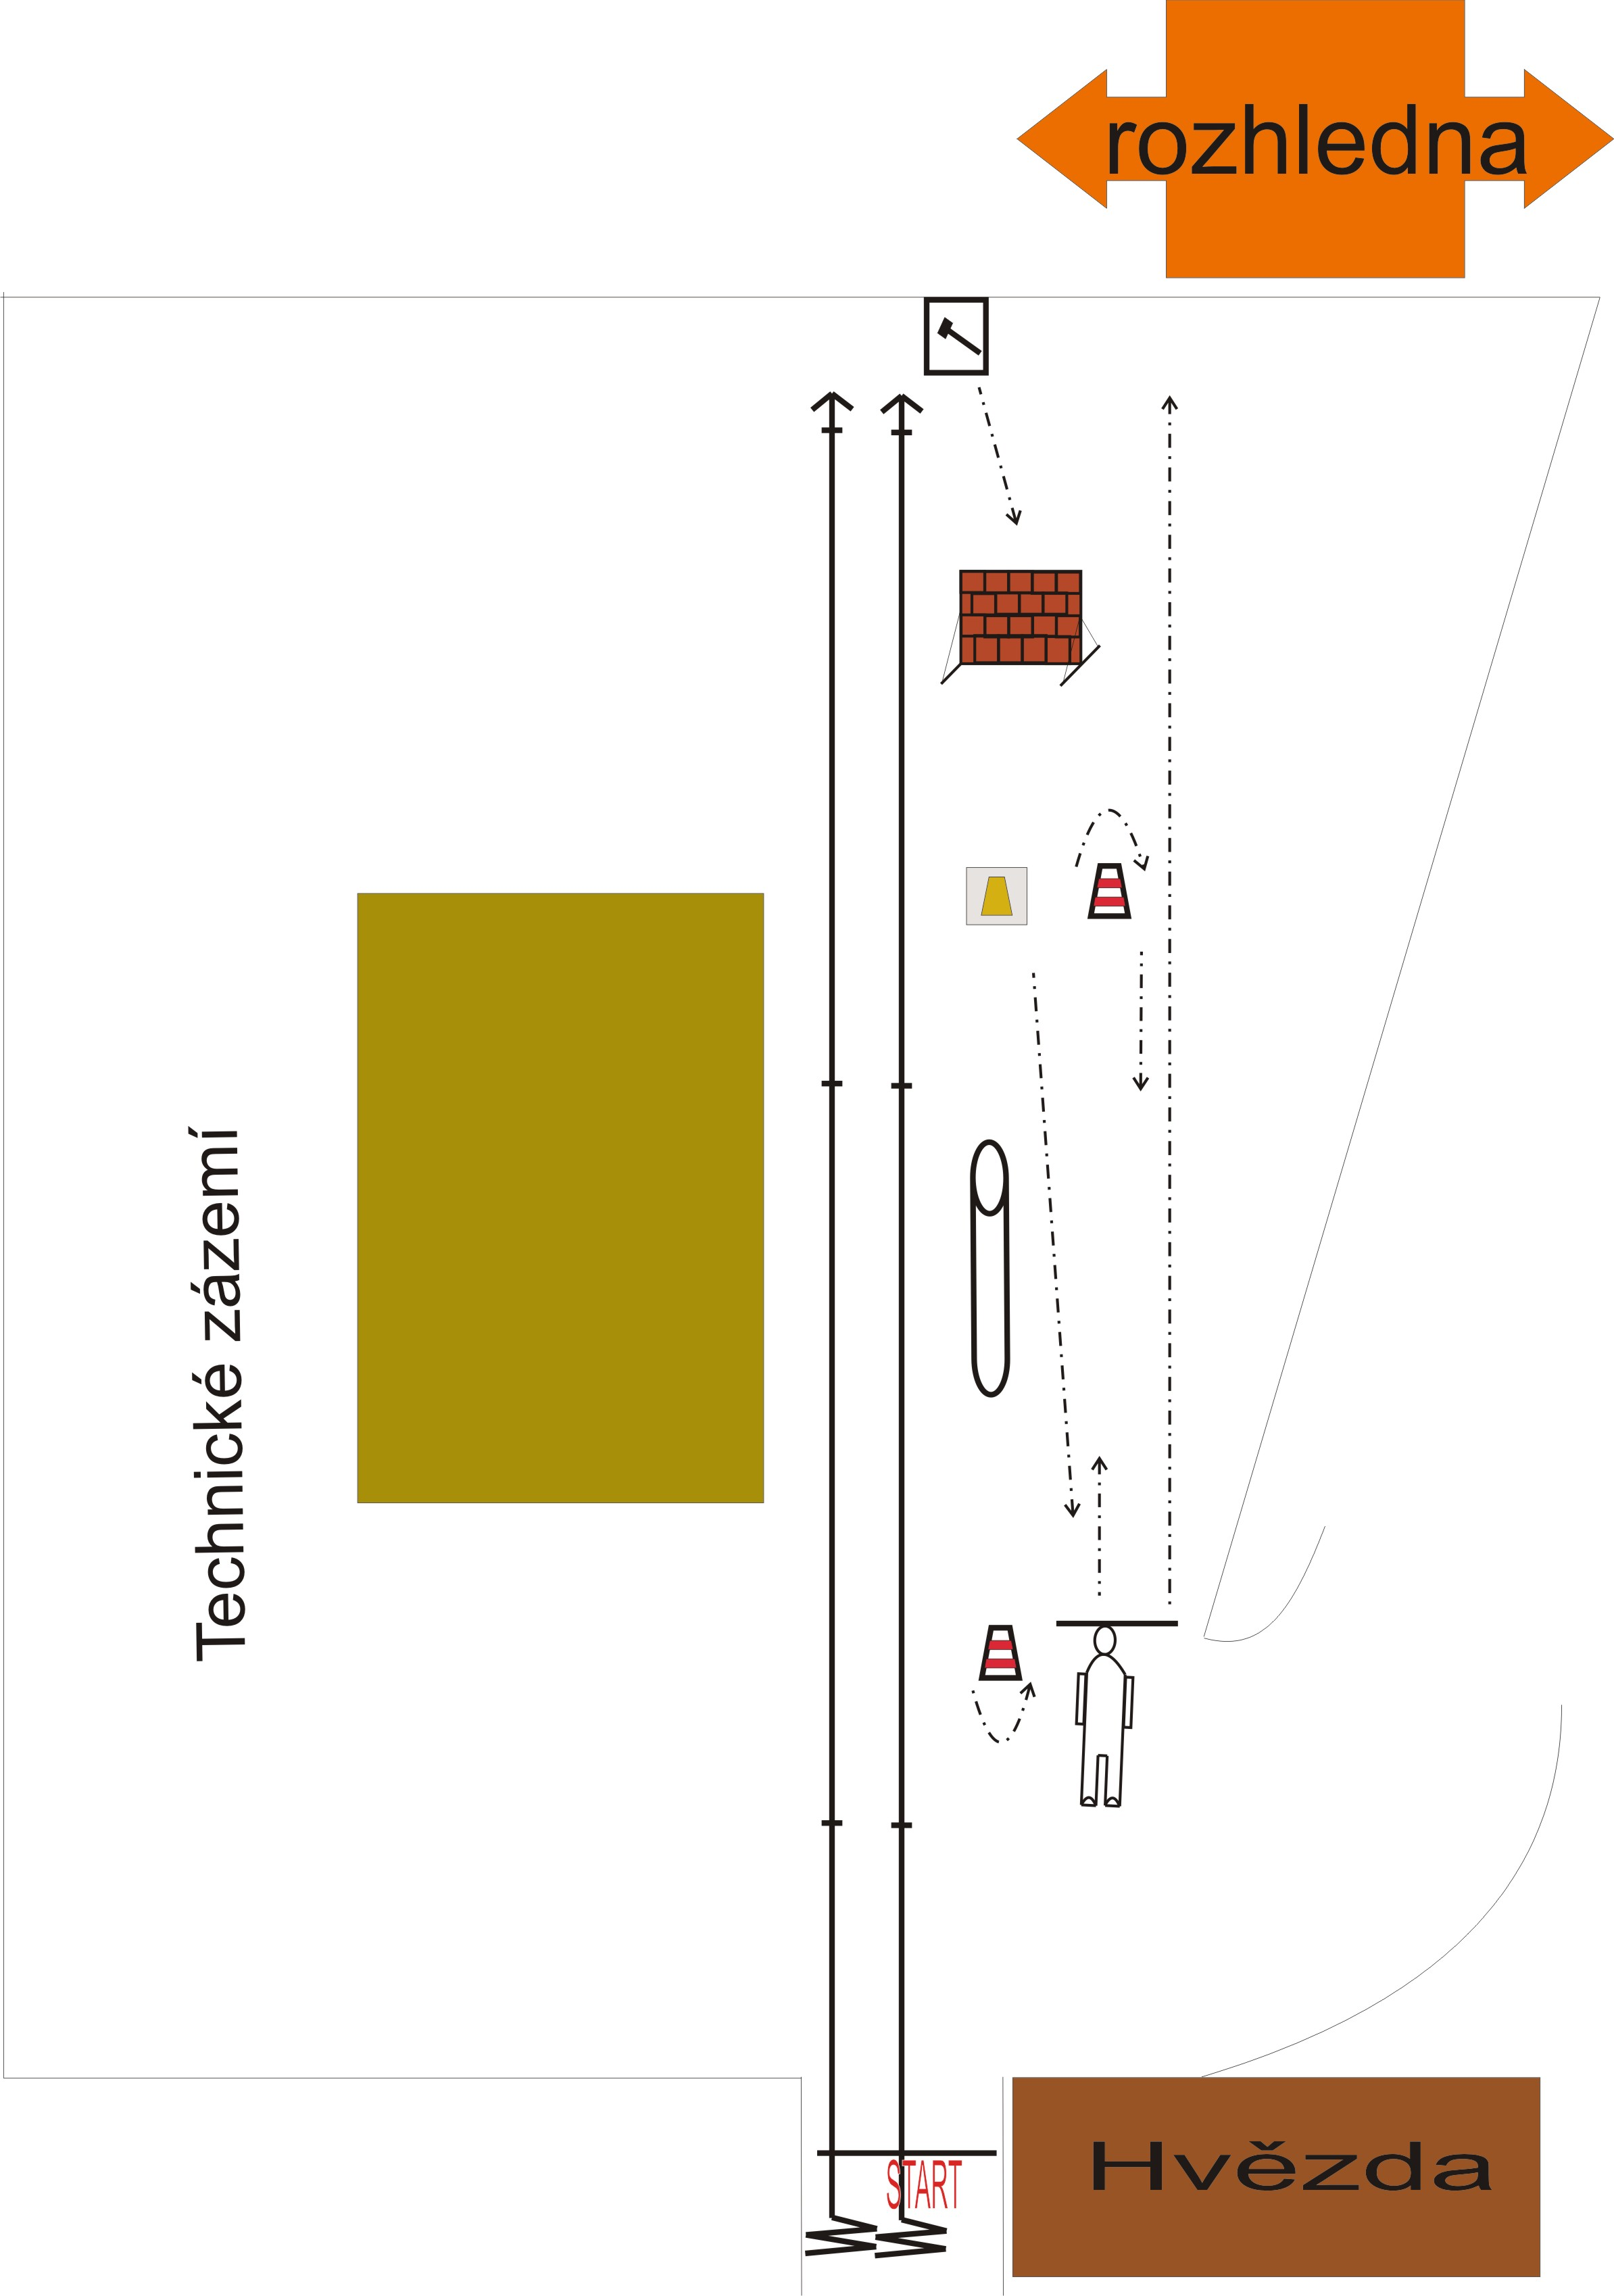 rozhledna
Technické zázemí
START
Hvězda